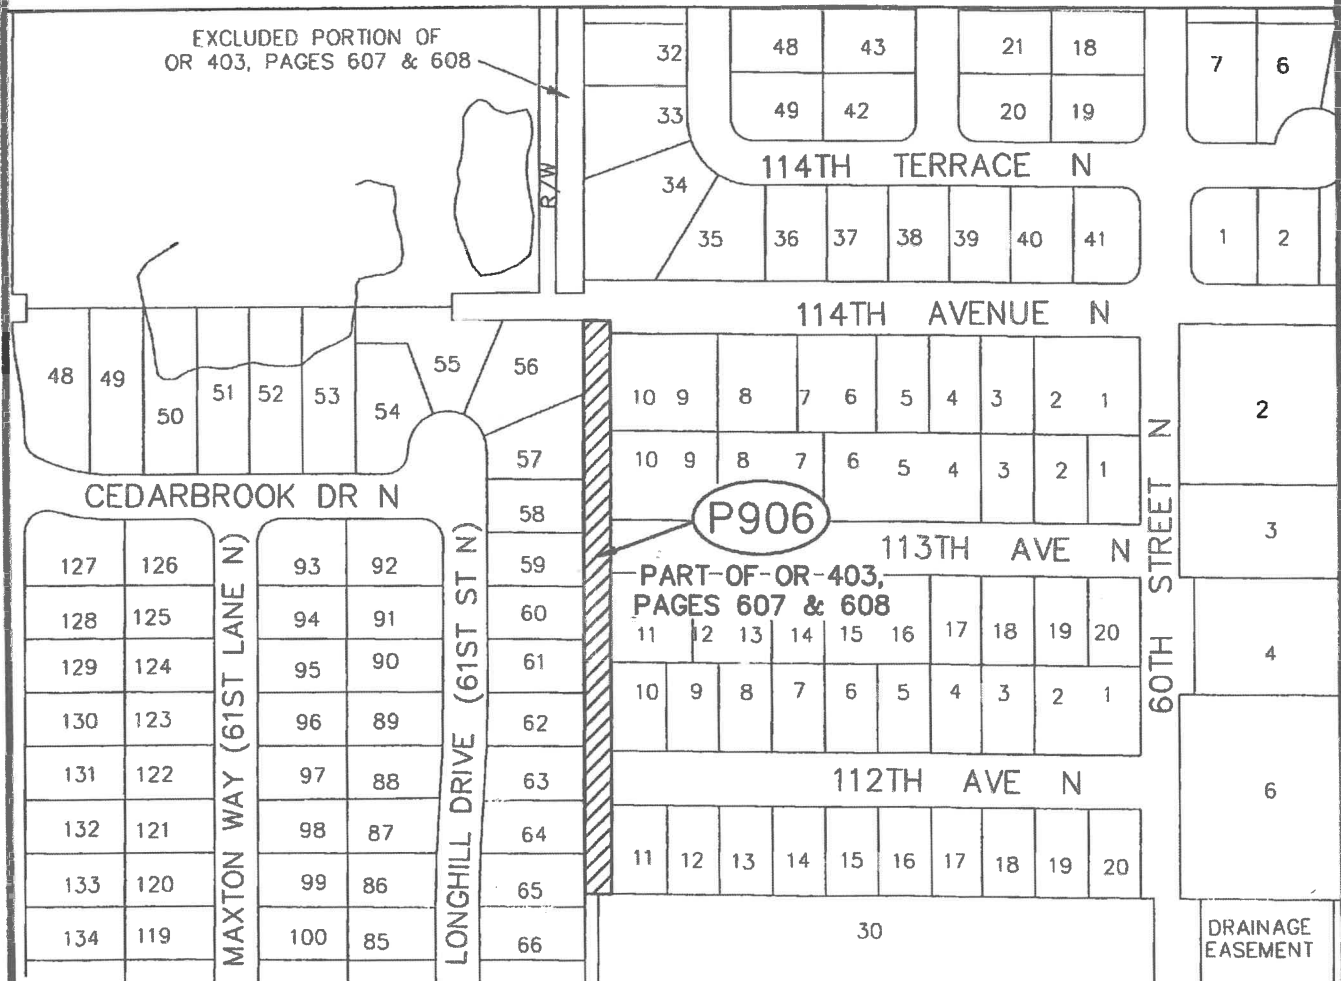 EXCLUDED PORTION OF
OR 403, PAGES 607 & 608
R/W
32
33
34
35
48 43
49 42
21 18
20 19
7 6
114TH TERRACE N
36 37 38 39 40 41
1 2
114TH AVENUE N
48 49 50 51 52 53 54 55 56
57
58
59
60
61
62
63
64
65
66
CEDARBROOK DR N
127 126
128 125
129 124
130 123
131 122
132 121
133 120
134 119
MAXTON WAY (61ST LANE N)
93 92
94 91
95 90
96 89
97 88
98 87
99 86
100 85
LONGHILL DRIVE (61ST ST N)
10 9 8 7 6 5 4 3 2 1
10 9 8 7 6 5 4 3 2 1
P906
113TH AVE N
PART-OF-OR-403,
PAGES 607 & 608
11 12 13 14 15 16 17 18 19 20
10 9 8 7 6 5 4 3 2 1
112TH AVE N
11 12 13 14 15 16 17 18 19 20
30
60TH STREET N
2
3
4
6
DRAINAGE
EASEMENT